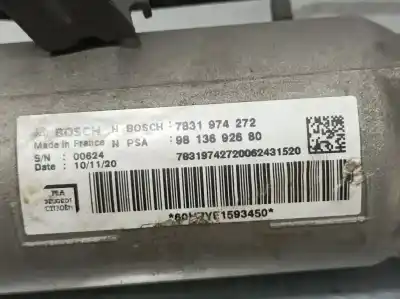 BOSCH N BOSCH: 7831 974 272
Made in France N PSA : 98 136 926 80
S/N : 00624 78319742720062431520
Date : 10/11/20
PSA
PEUGEOT
CITROËN